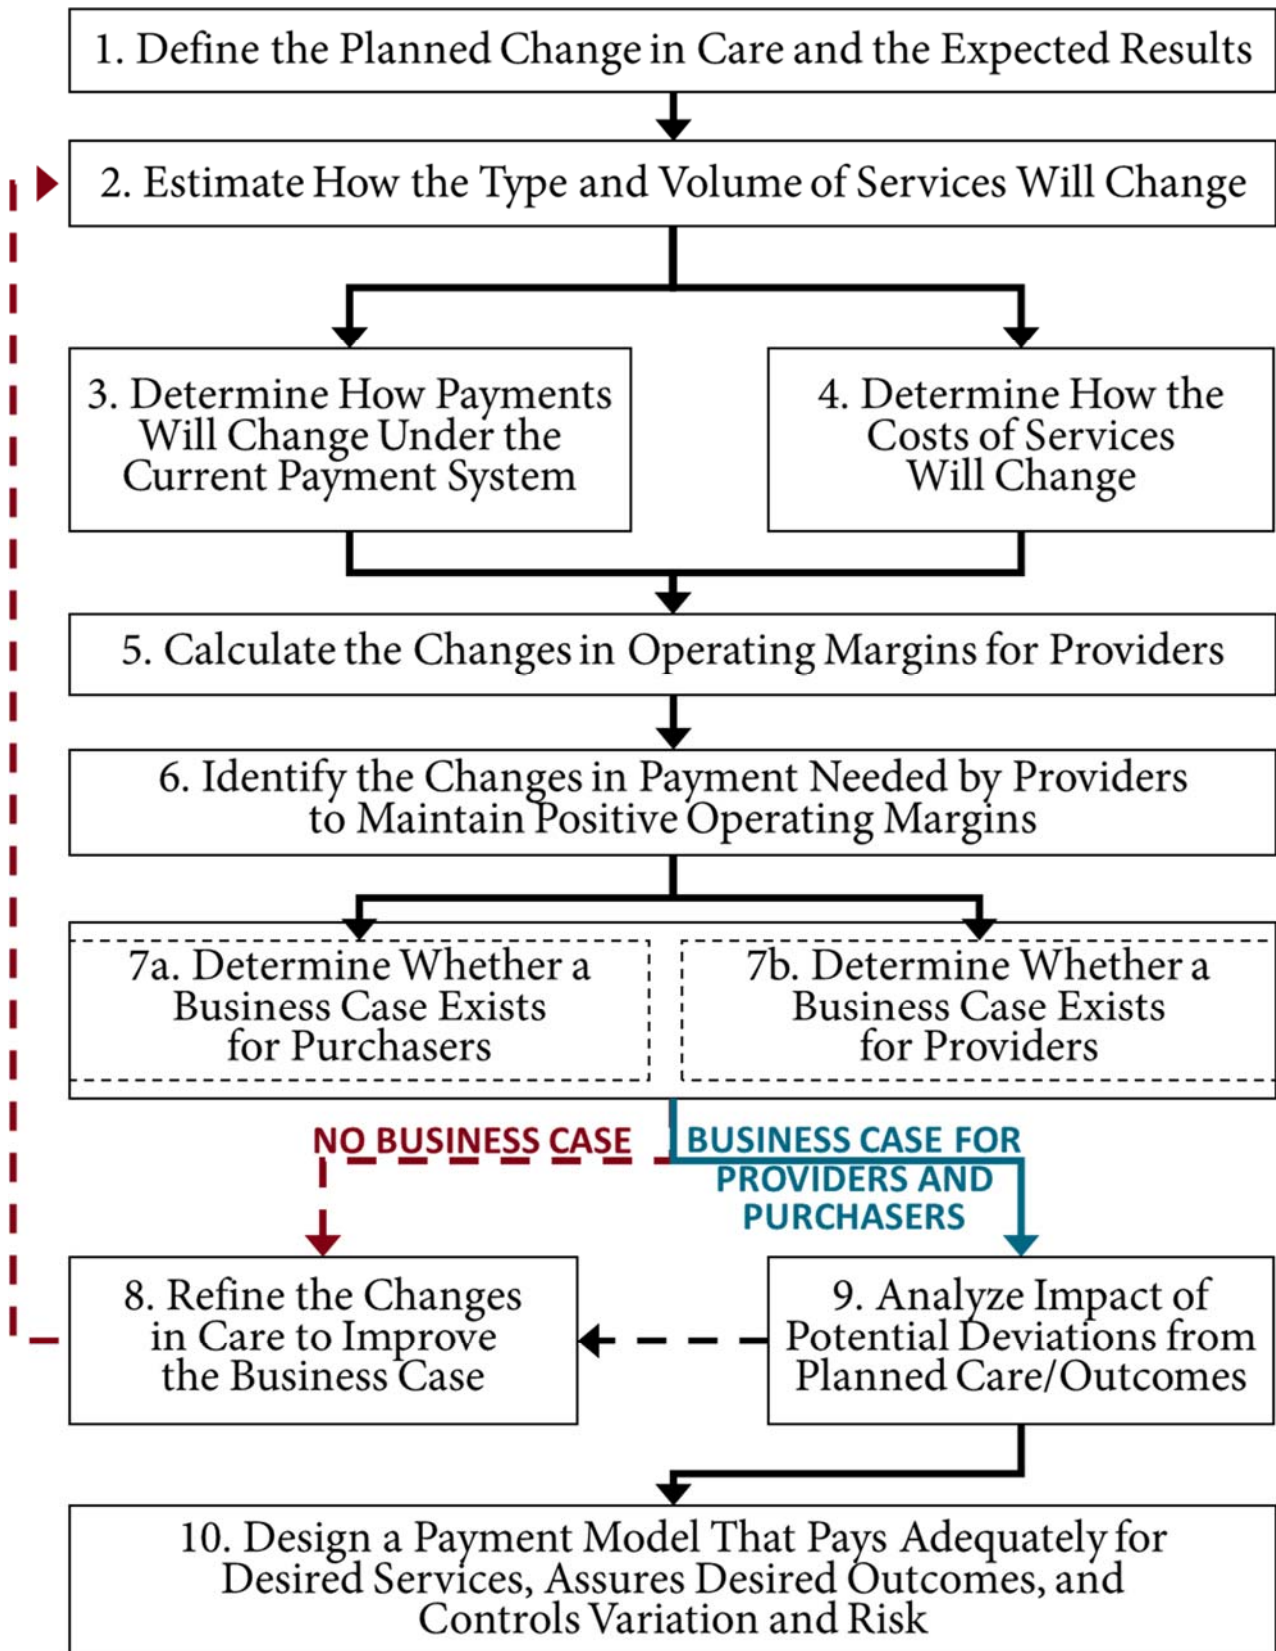 1. Define the Planned Change in Care and the Expected Results
2. Estimate How the Type and Volume of Services Will Change
3. Determine How Payments
Will Change Under the
Current Payment System
4. Determine How the
Costs of Services
Will Change
5. Calculate the Changes in Operating Margins for Providers
6. Identify the Changes in Payment Needed by Providers
to Maintain Positive Operating Margins
7a. Determine Whether a
Business Case Exists
for Purchasers
7b. Determine Whether a
Business Case Exists
for Providers
NO BUSINESS CASE
BUSINESS CASE FOR
PROVIDERS AND
PURCHASERS
8. Refine the Changes
in Care to Improve
the Business Case
9. Analyze Impact of
Potential Deviations from
Planned Care/Outcomes
10. Design a Payment Model That Pays Adequately for
Desired Services, Assures Desired Outcomes, and
Controls Variation and Risk